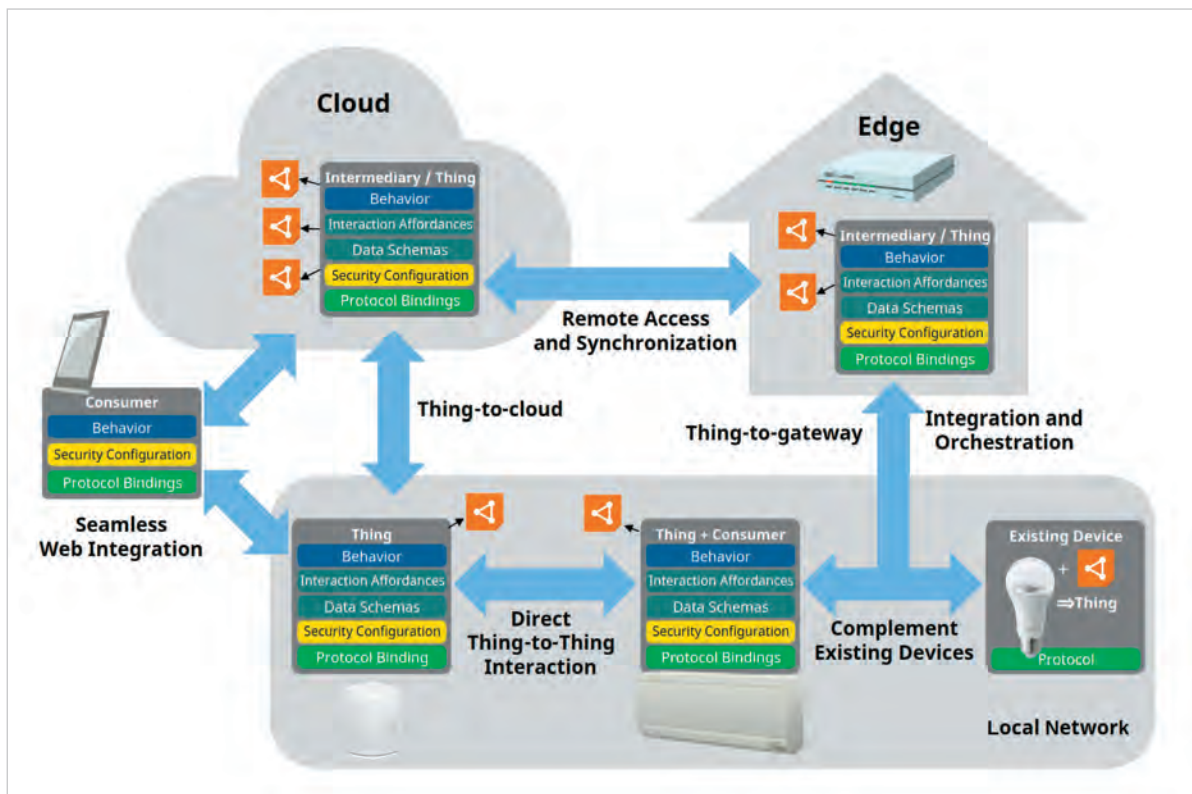 Cloud
Intermediary / Thing
Behavior
Interaction Affordances
Data Schemas
Security Configuration
Protocol Bindings
Edge
Intermediary / Thing
Behavior
Interaction Affordances
Data Schemas
Security Configuration
Protocol Bindings
Remote Access
and Synchronization
Consumer
Behavior
Security Configuration
Protocol Bindings
Seamless
Web Integration
Thing-to-cloud
Thing-to-gateway
Integration and
Orchestration
Thing
Behavior
Interaction Affordances
Data Schemas
Security Configuration
Protocol Binding
Direct
Thing-to-Thing
Interaction
Thing + Consumer
Behavior
Interaction Affordances
Data Schemas
Security Configuration
Protocol Bindings
Complement
Existing Devices
Existing Device
+
⇒Thing
Protocol
Local Network